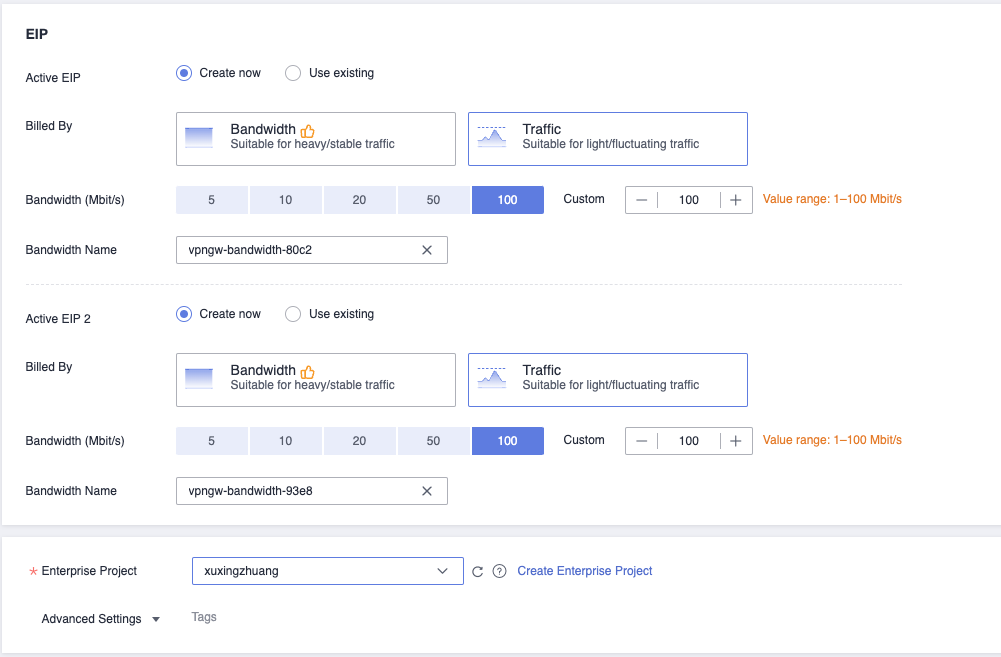 EIP
Active EIP
Create now
Use existing
Billed By
Bandwidth
Suitable for heavy/stable traffic
Traffic
Suitable for light/fluctuating traffic
Bandwidth (Mbit/s)
5
10
20
50
100
Custom
100
Value range: 1–100 Mbit/s
Bandwidth Name
vpngw-bandwidth-80c2
Active EIP 2
Create now
Use existing
Billed By
Bandwidth
Suitable for heavy/stable traffic
Traffic
Suitable for light/fluctuating traffic
Bandwidth (Mbit/s)
5
10
20
50
100
Custom
100
Value range: 1–100 Mbit/s
Bandwidth Name
vpngw-bandwidth-93e8
* Enterprise Project
xuxingzhuang
Create Enterprise Project
Advanced Settings
Tags